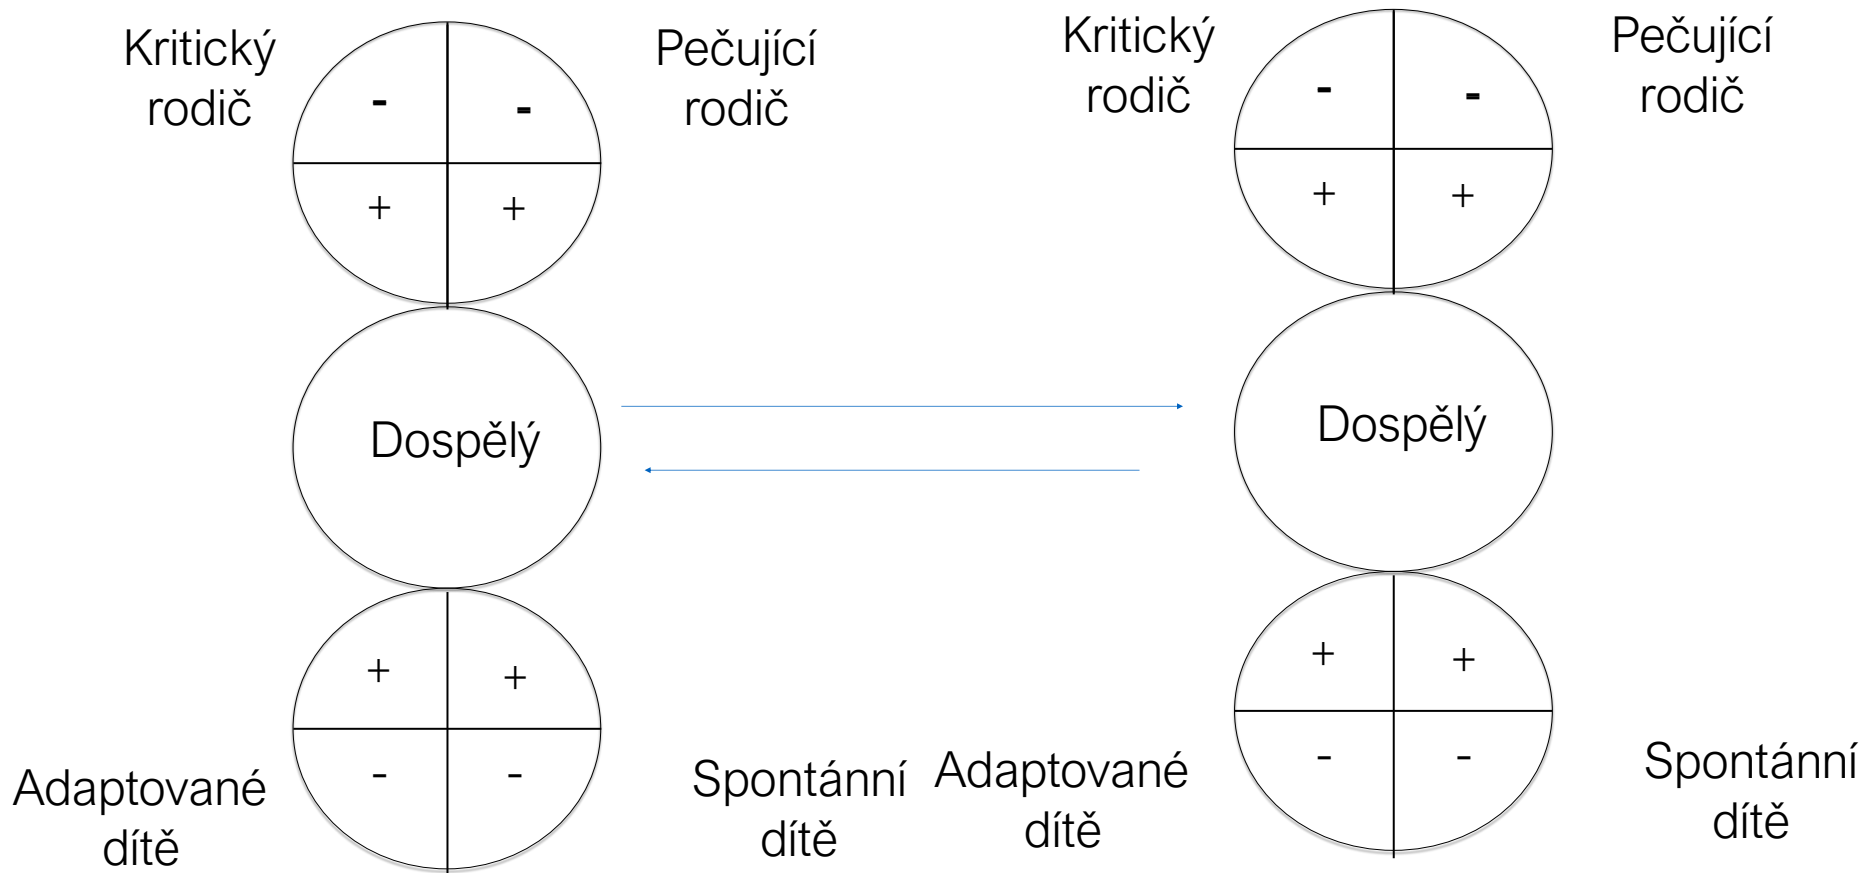 Kritický
rodič
Pečující
rodič
-
-
+
+
Dospělý
+
+
-
-
Adaptované
dítě
Spontánní
dítě
Kritický
rodič
Pečující
rodič
-
-
+
+
Dospělý
+
+
-
-
Adaptované
dítě
Spontánní
dítě